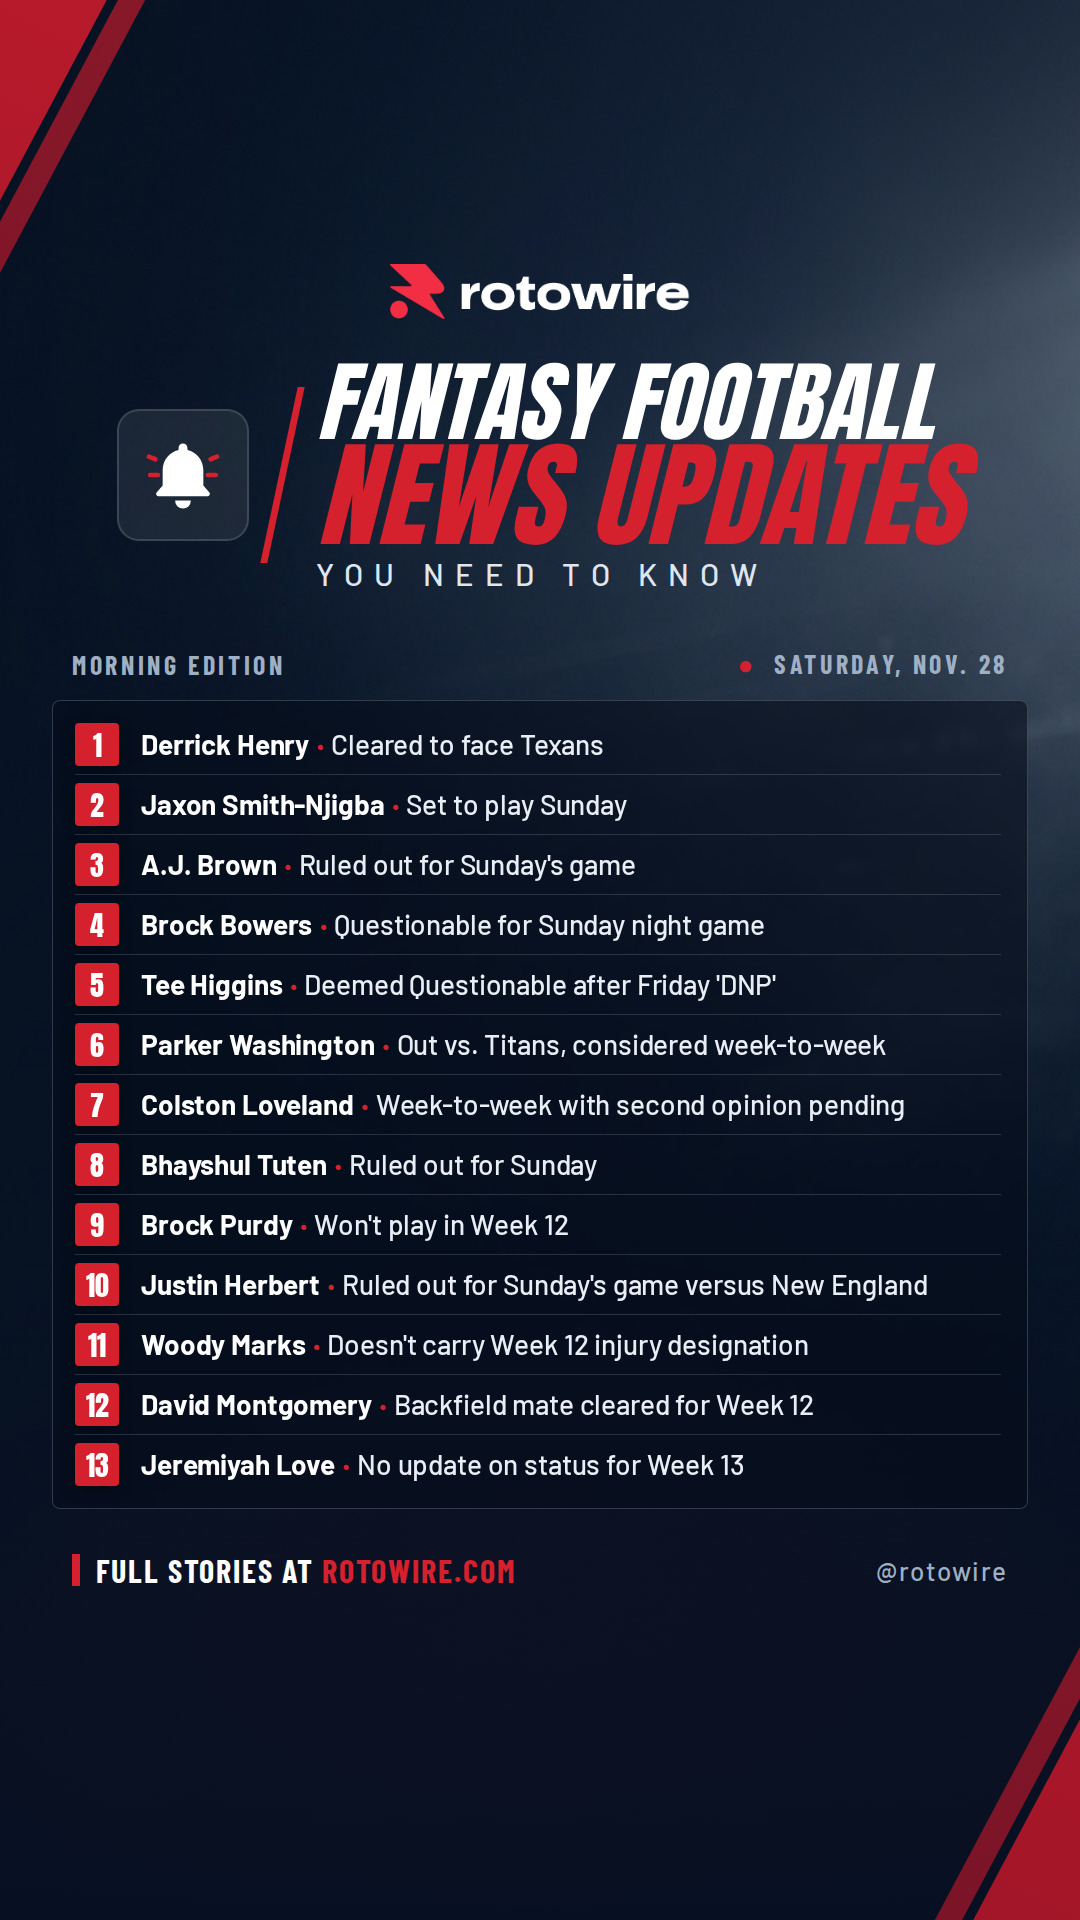 rotowire
FANTASY FOOTBALL
NEWS UPDATES
YOU NEED TO KNOW
MORNING EDITION • SATURDAY, NOV. 28
1 Derrick Henry • Cleared to face Texans
2 Jaxon Smith-Njigba • Set to play Sunday
3 A.J. Brown • Ruled out for Sunday's game
4 Brock Bowers • Questionable for Sunday night game
5 Tee Higgins • Deemed Questionable after Friday 'DNP'
6 Parker Washington • Out vs. Titans, considered week-to-week
7 Colston Loveland • Week-to-week with second opinion pending
8 Bhayshul Tuten • Ruled out for Sunday
9 Brock Purdy • Won't play in Week 12
10 Justin Herbert • Ruled out for Sunday's game versus New England
11 Woody Marks • Doesn't carry Week 12 injury designation
12 David Montgomery • Backfield mate cleared for Week 12
13 Jeremiyah Love • No update on status for Week 13
FULL STORIES AT ROTOWIRE.COM @rotowire